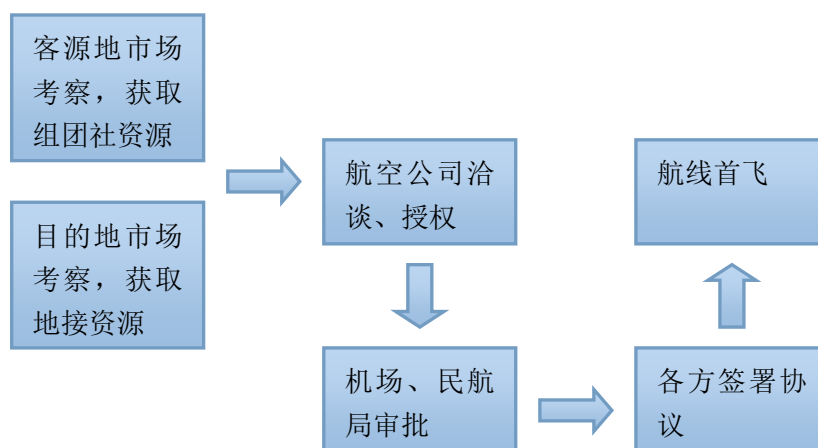 客源地市场
考察，获取
组团社资源
目的地市场
考察，获取
地接资源
航空公司洽
谈、授权
机场、民航
局审批
各方签署协
议
航线首飞